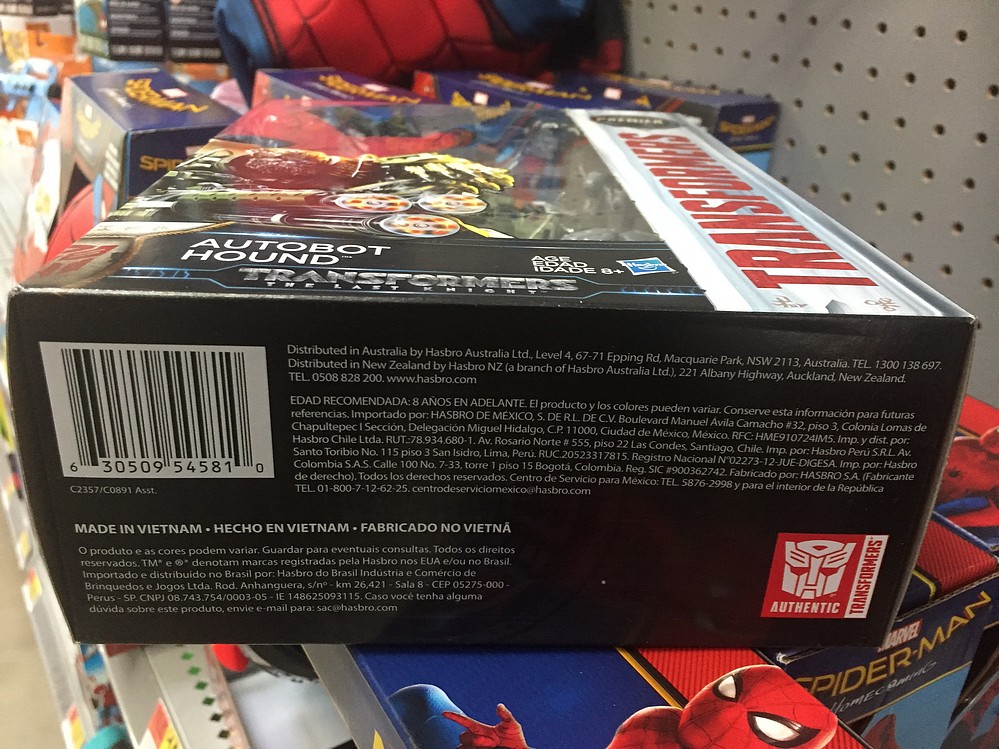 SPIDER-MAN
PREMIER
TRANSFORMERS
AUTOBOT
HOUND™
TRANSFORMERS
THE LAST KNIGHT
AGE
EDAD
IDADE 8+
Hasbro
Distributed in Australia by Hasbro Australia Ltd., Level 4, 67-71 Epping Rd, Macquarie Park, NSW 2113, Australia. TEL. 1300 138 697.
Distributed in New Zealand by Hasbro NZ (a branch of Hasbro Australia Ltd.), 221 Albany Highway, Auckland, New Zealand.
TEL. 0508 828 200. www.hasbro.com
EDAD RECOMENDADA: 8 AÑOS EN ADELANTE. El producto y los colores pueden variar. Conserve esta información para futuras
referencias. Importado por: HASBRO DE MÉXICO, S. DE R.L. DE C.V. Boulevard Manuel Ávila Camacho #32, piso 3, Colonia Lomas de
Chapultepec I Sección, Delegación Miguel Hidalgo, C.P. 11000, Ciudad de México, México. RFC: HME910724IM5. Imp. y dist. por:
Hasbro Chile Ltda. RUT.:78.934.680-1. Av. Rosario Norte # 555, piso 22 Las Condes, Santiago, Chile. Imp. por: Hasbro Perú S.R.L. Av.
Santo Toribio No. 115 piso 3 San Isidro, Lima, Perú. RUC.20523317815. Registro Nacional N°02273-12-JUE-DIGESA. Imp. por: Hasbro
Colombia S.A.S. Calle 100 No. 7-33, torre 1 piso 15 Bogotá, Colombia. Reg. SIC #900362742. Fabricado por: HASBRO S.A. (Fabricante
de derecho). Todos los derechos reservados. Centro de Servicio para México: TEL. 5876-2998 y para el interior de la República
TEL. 01-800-7-12-62-25. centrodeserviciomexico@hasbro.com
6 30509 54581 0
C2357/C0891 Asst.
MADE IN VIETNAM • HECHO EN VIETNAM • FABRICADO NO VIETNÃ
O produto e as cores podem variar. Guardar para eventuais consultas. Todos os direitos
reservados. TM* e ®* denotam marcas registradas pela Hasbro nos EUA e/ou no Brasil.
Importado e distribuído no Brasil por: Hasbro do Brasil Indústria e Comércio de
Brinquedos e Jogos Ltda. Rod. Anhanguera, s/nº - km 26,421 - Sala 8 - CEP 05275-000 -
Perus - SP. CNPJ 08.743.754/0003-05 - IE 148625093115. Caso você tenha alguma
dúvida sobre este produto, envie e-mail para: sac@hasbro.com
AUTHENTIC
TRANSFORMERS
MARVEL
SPIDER-MAN
HOMECOMING